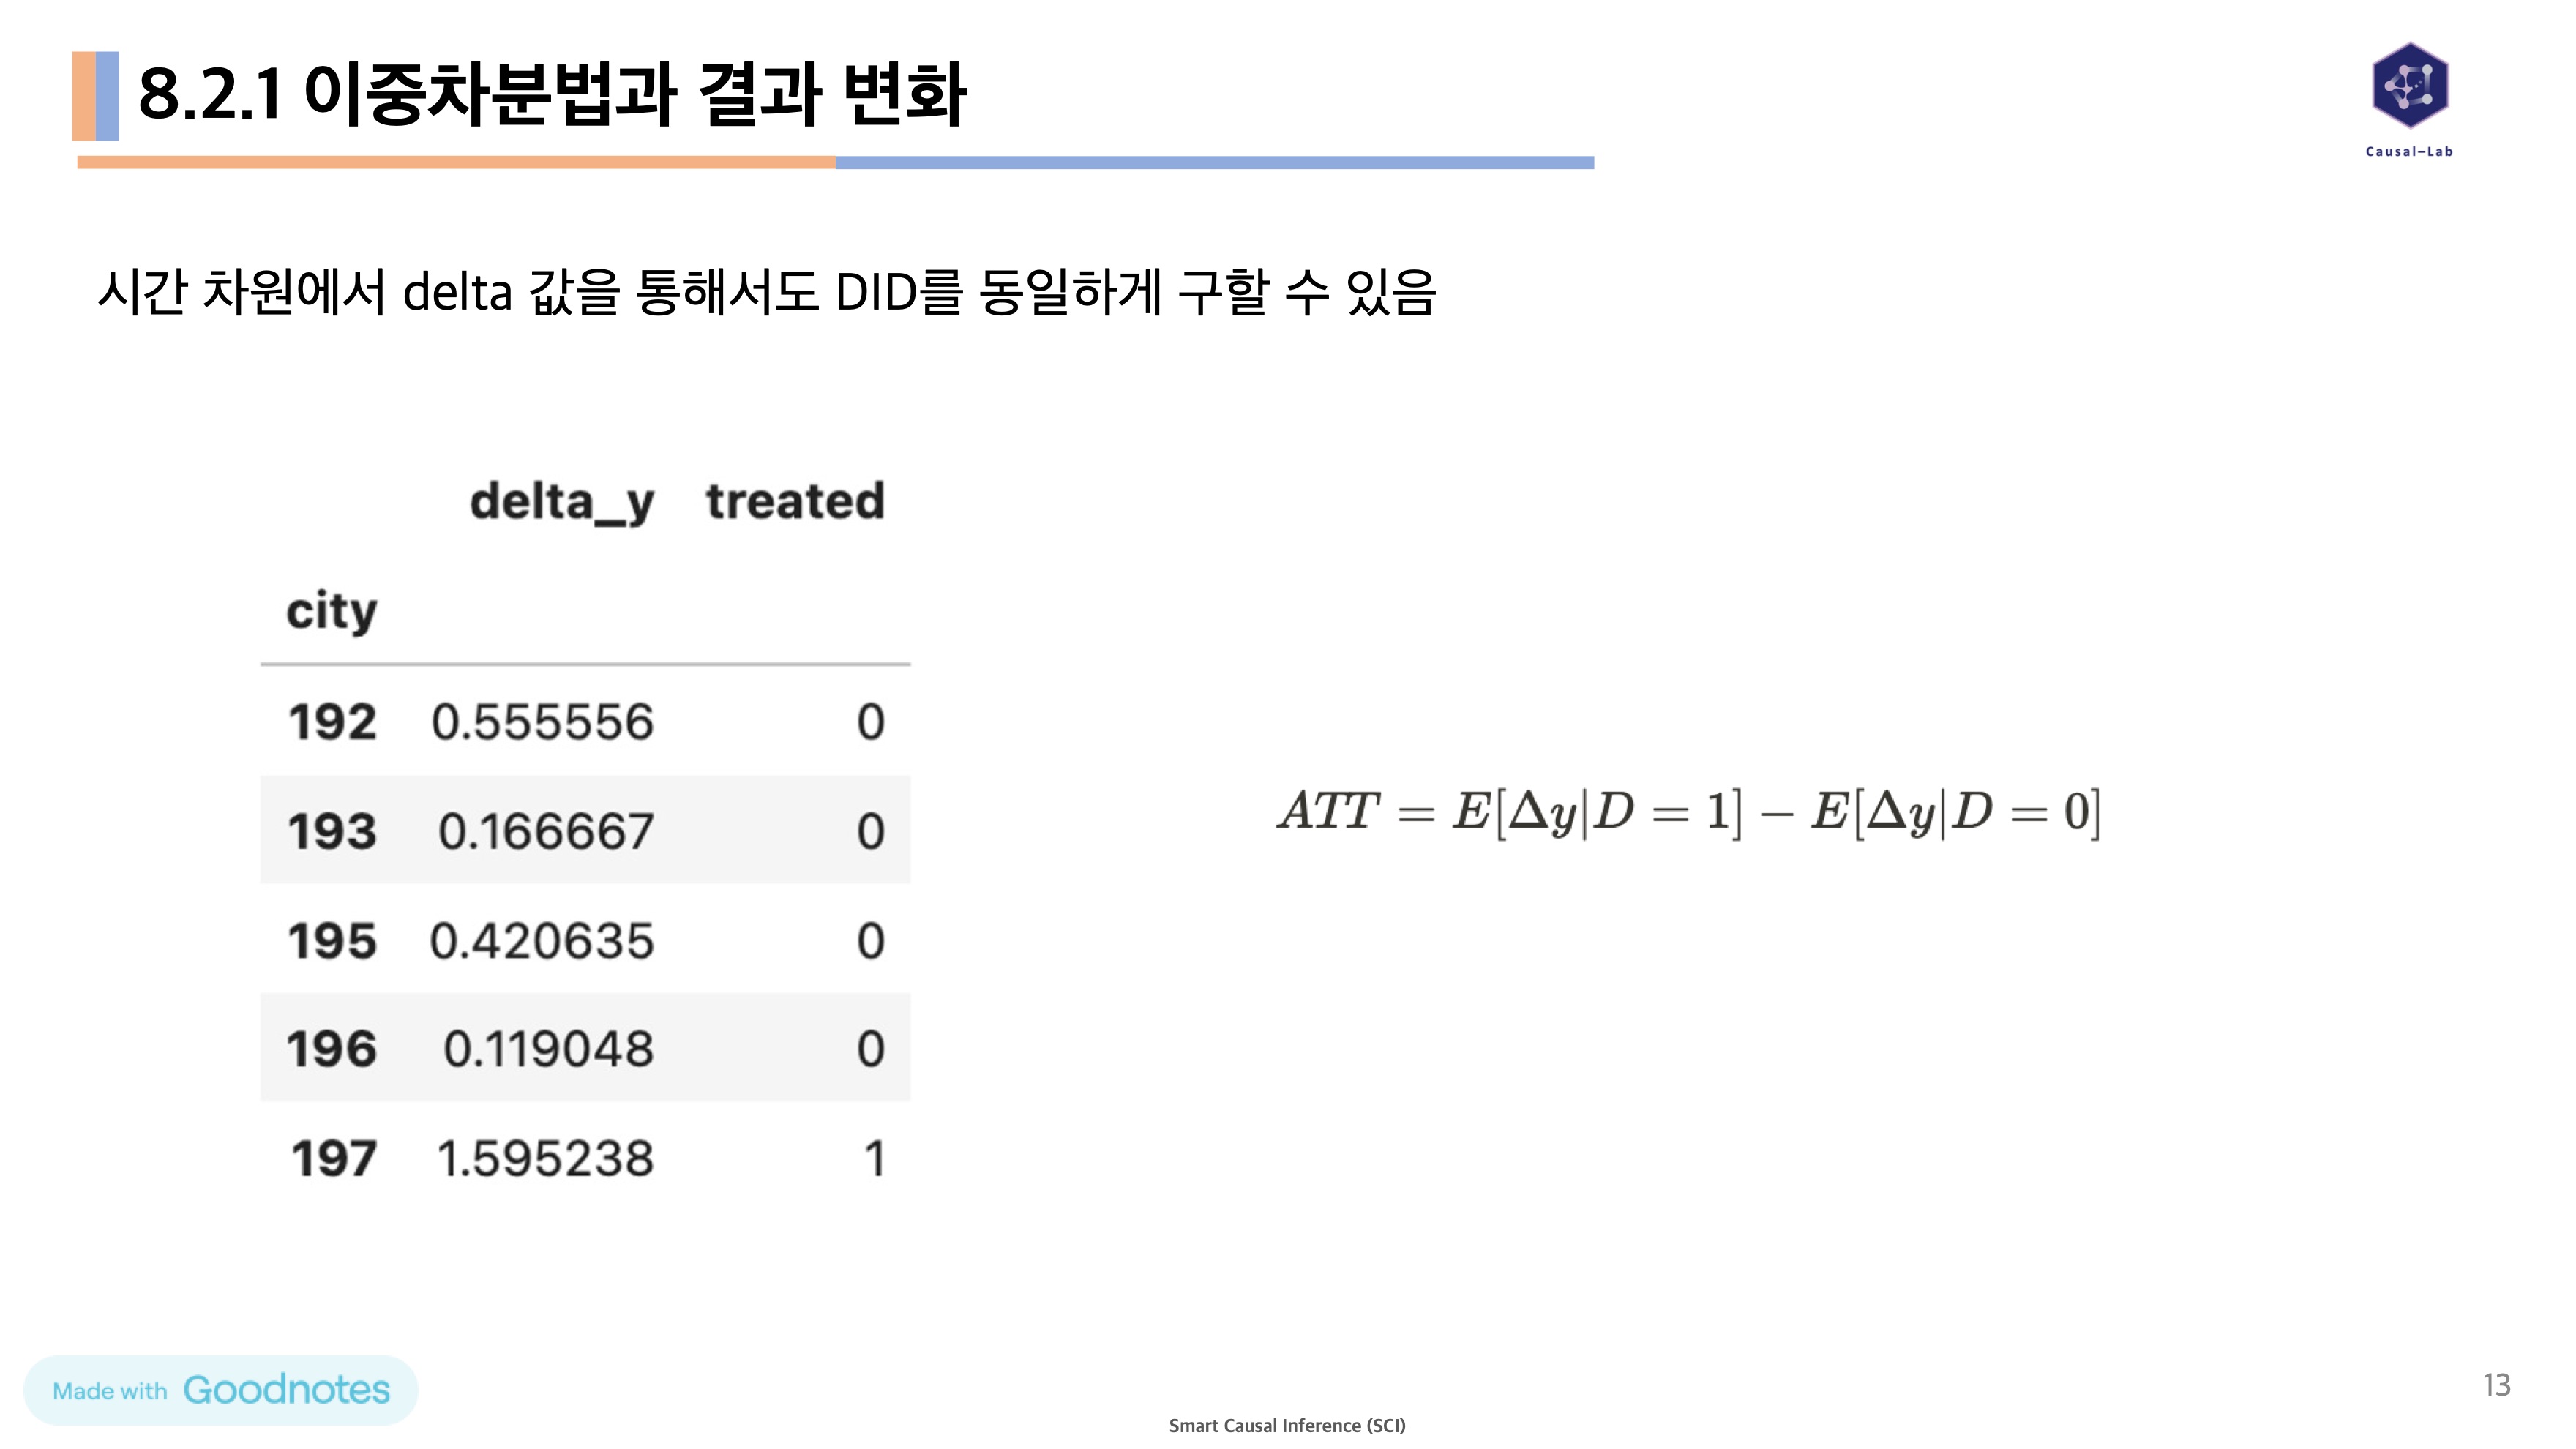 8.2.1 이중차분법과 결과 변화
Causal–Lab
시간 차원에서 delta 값을 통해서도 DID를 동일하게 구할 수 있음
delta_y treated
city
192 0.555556 0
193 0.166667 0
195 0.420635 0
196 0.119048 0
197 1.595238 1
ATT = E[Δy|D = 1] − E[Δy|D = 0]
Made with Goodnotes
13
Smart Causal Inference (SCI)